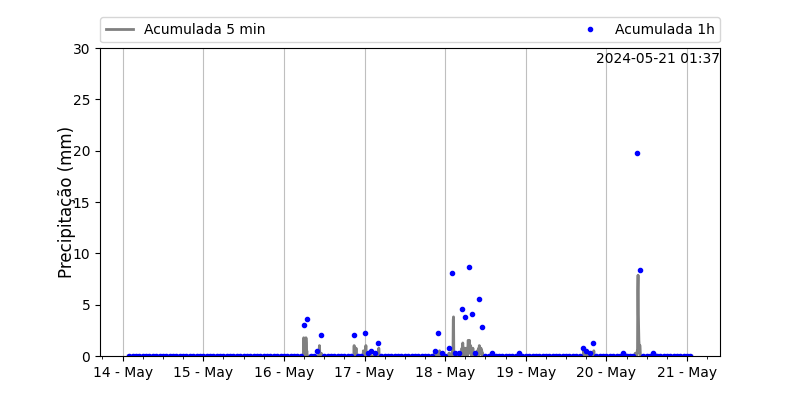 Acumulada 5 min
Acumulada 1h
2024-05-21 01:37
Precipitação (mm)
30
25
20
15
10
5
0
14 - May 15 - May 16 - May 17 - May 18 - May 19 - May 20 - May 21 - May